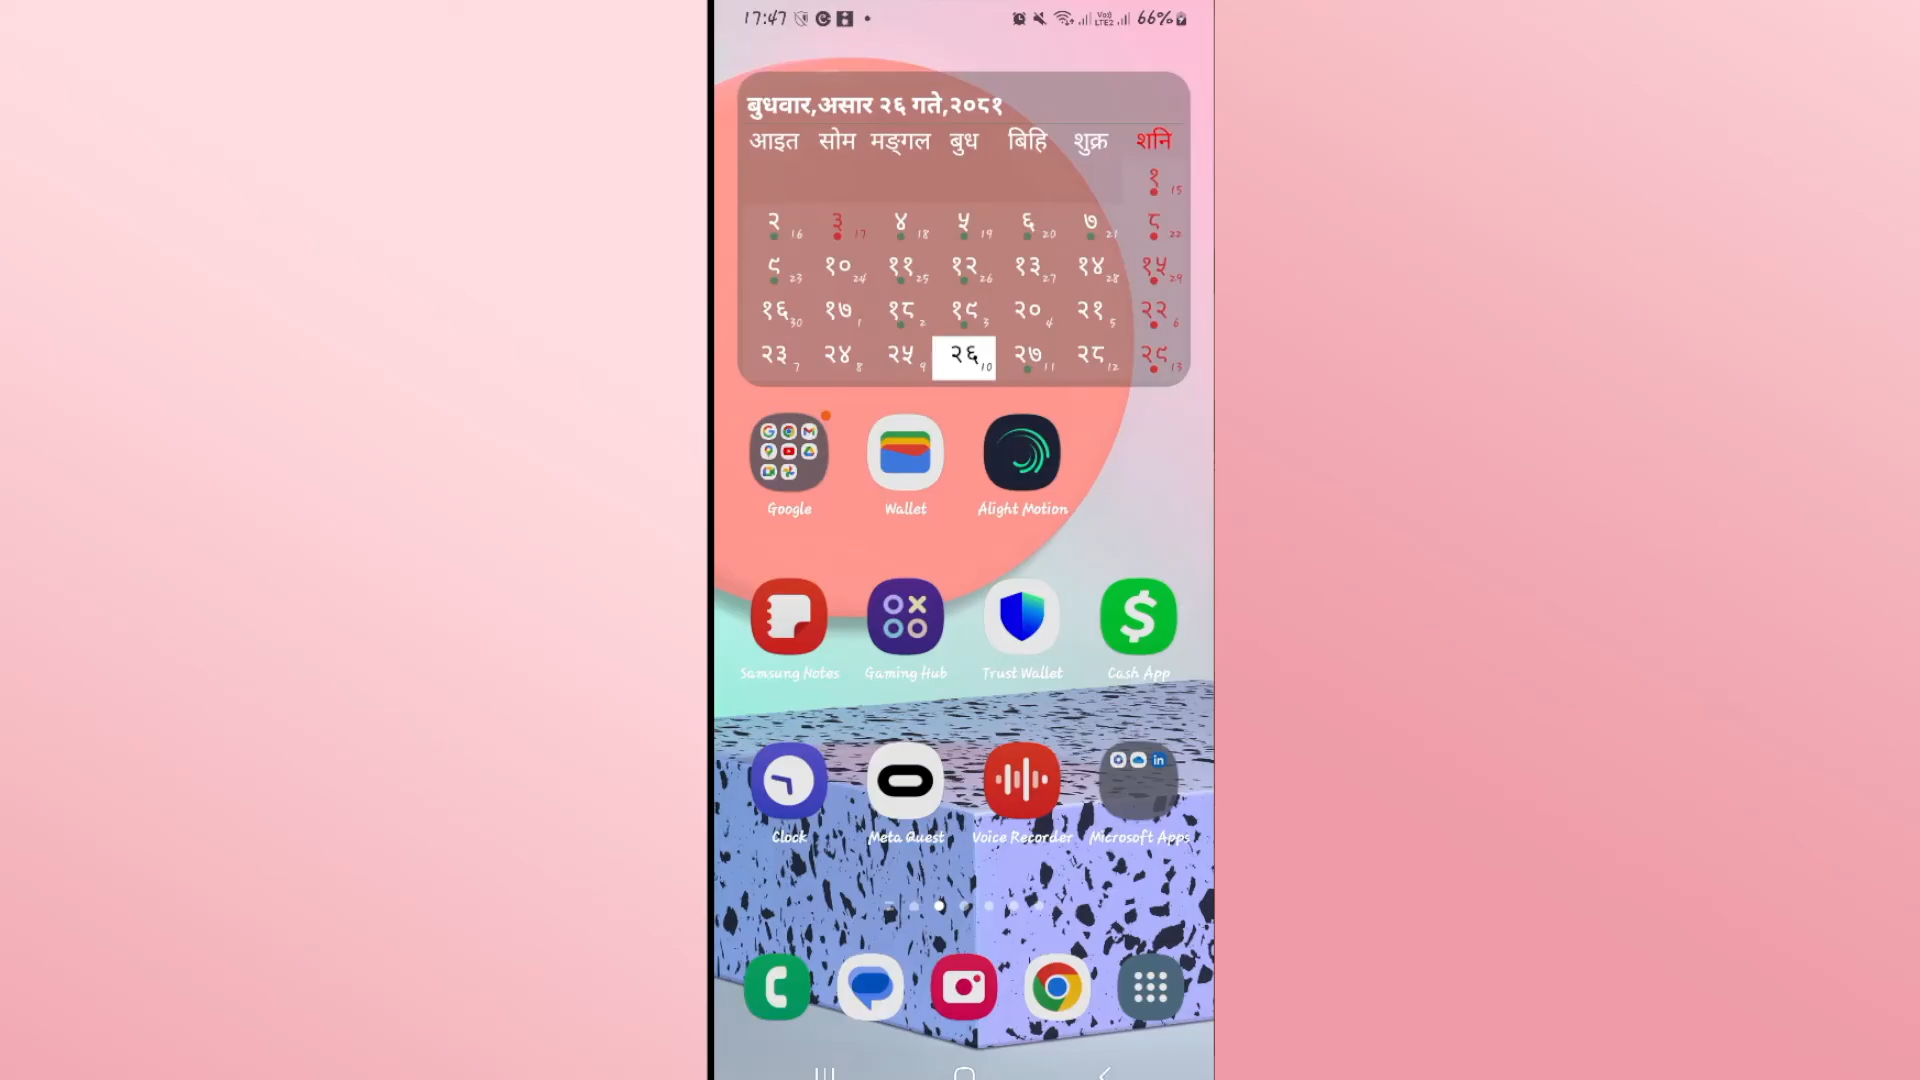 17:47 Vo)) LTE2 66%
बुधवार,असार २६ गते,२०८१
आइत सोम मङ्गल बुध बिहि शुक्र शनि
१ 15
२ 16 ३ 17 ४ 18 ५ 19 ६ 20 ७ 21 ८ 22
९ 23 १० 24 ११ 25 १२ 26 १३ 27 १४ 28 १५ 29
१६ 30 १७ 1 १८ 2 १९ 3 २० 4 २१ 5 २२ 6
२३ 7 २४ 8 २५ 9 २६ 10 २७ 11 २८ 12 २९ 13
Google Wallet Alight Motion
Samsung Notes Gaming Hub Trust Wallet Cash App
Clock Meta Quest Voice Recorder Microsoft Apps